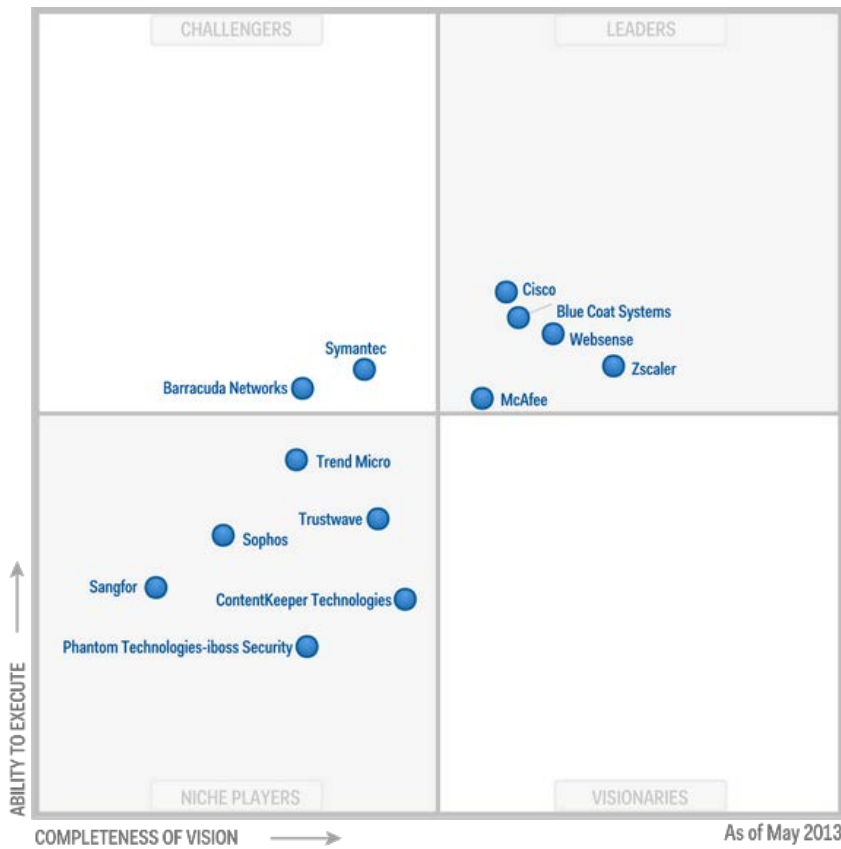 CHALLENGERS
LEADERS
Cisco
Blue Coat Systems
Websense
Symantec
Zscaler
Barracuda Networks
McAfee
Trend Micro
Trustwave
Sophos
Sangfor
ContentKeeper Technologies
Phantom Technologies-iboss Security
ABILITY TO EXECUTE
NICHE PLAYERS
VISIONARIES
COMPLETENESS OF VISION
As of May 2013